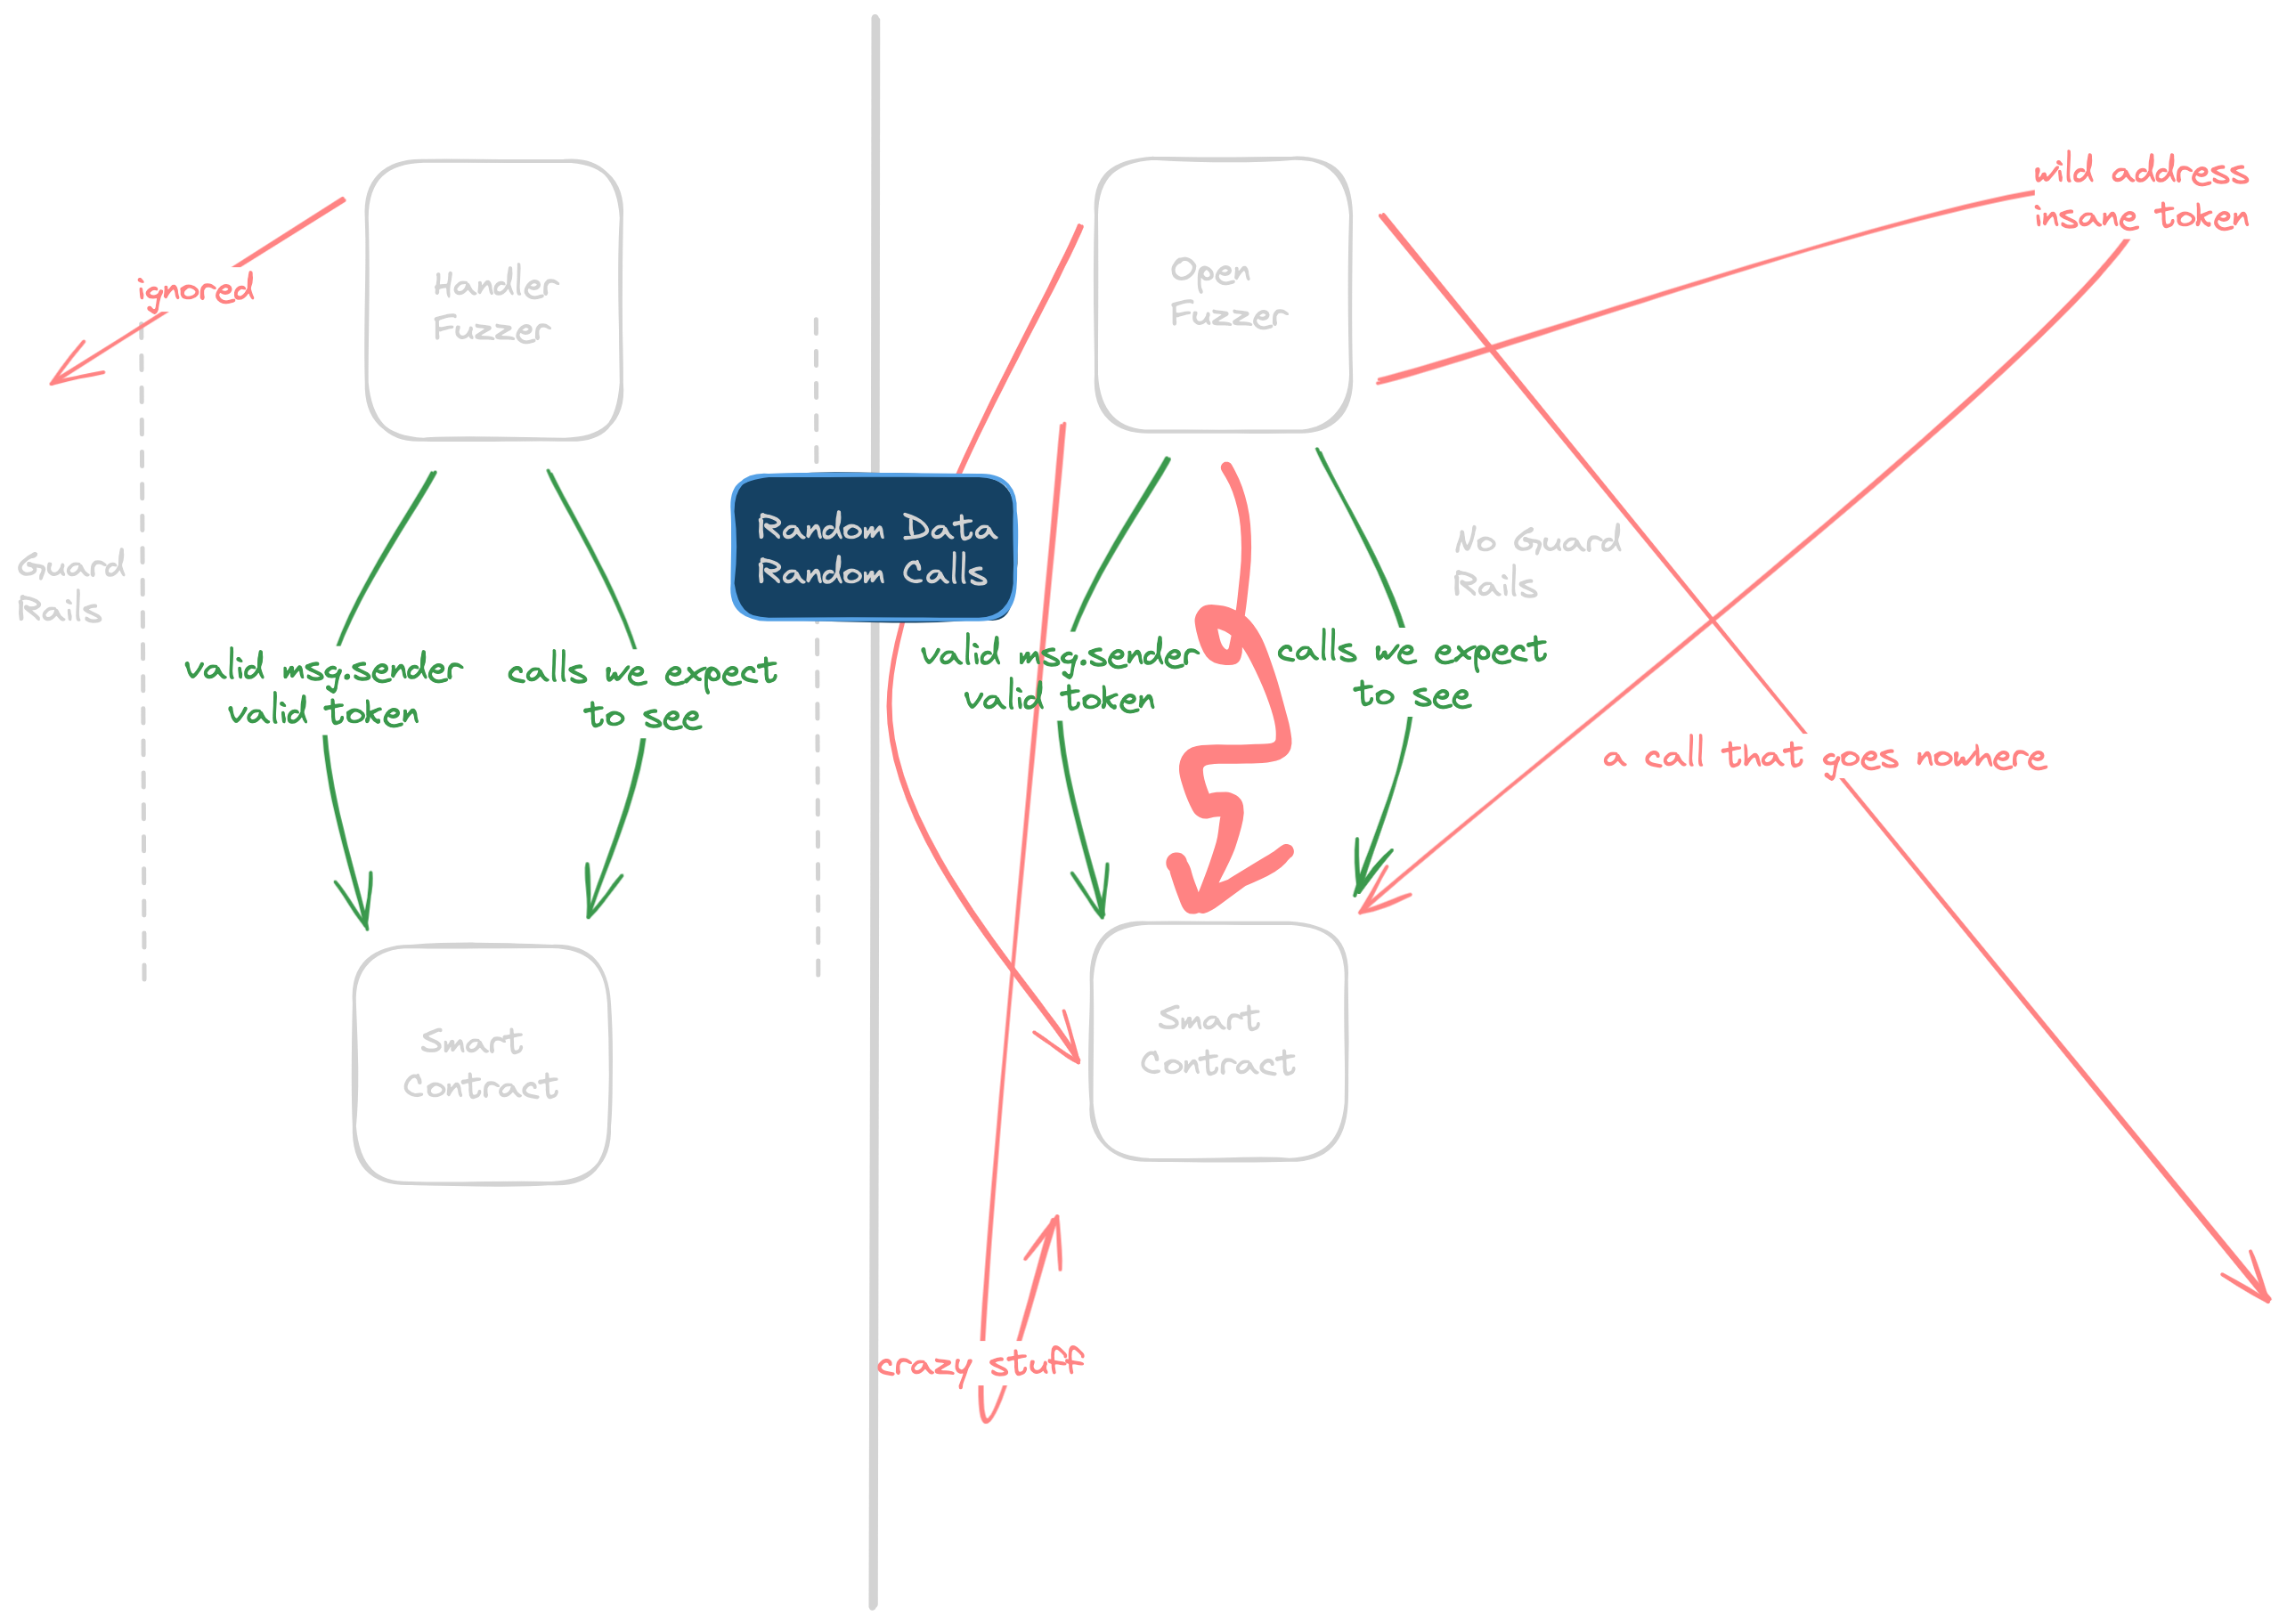 Handler
Fuzzer
ignored
Guard
Rails
valid msg.sender
valid token
calls we expect
to see
Smart
Contract
Random Data
Random Calls
Open
Fuzzer
wild address
insane token
No Guard
Rails
valid msg.sender
valid token
calls we expect
to see
a call that goes nowhere
Smart
Contract
crazy stuff